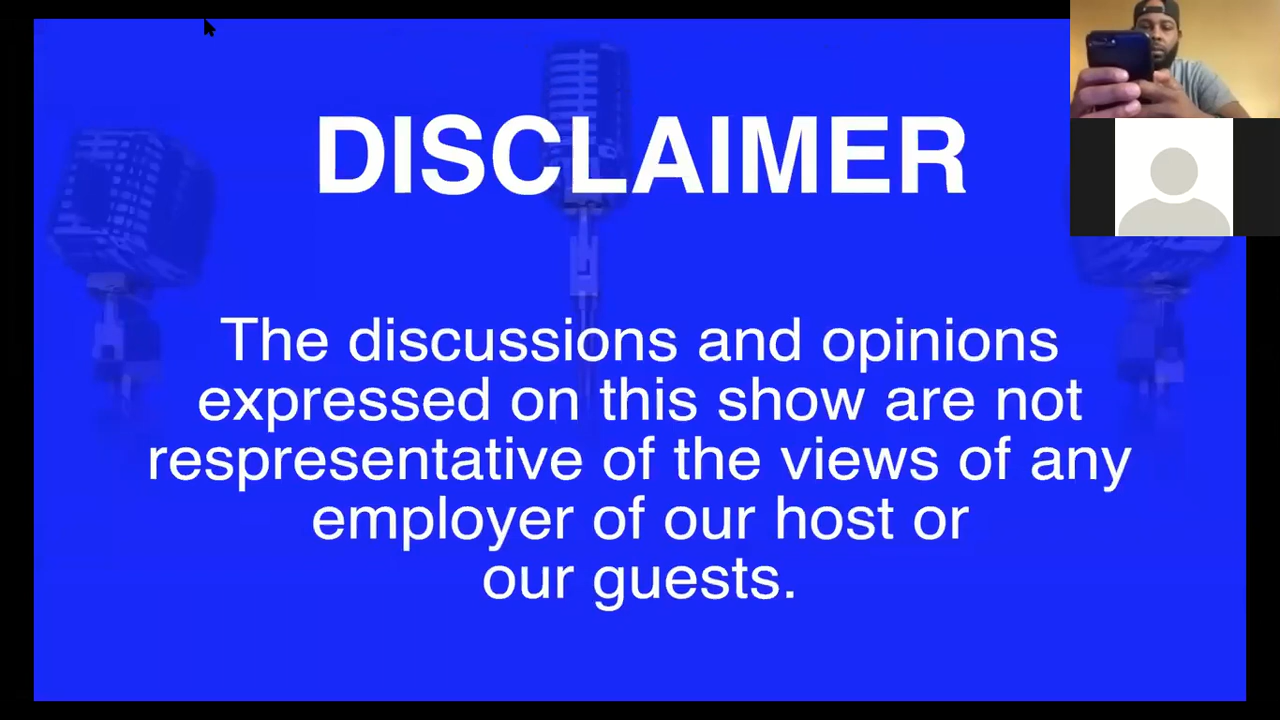 DISCLAIMER
The discussions and opinions
expressed on this show are not
respresentative of the views of any
employer of our host or
our guests.